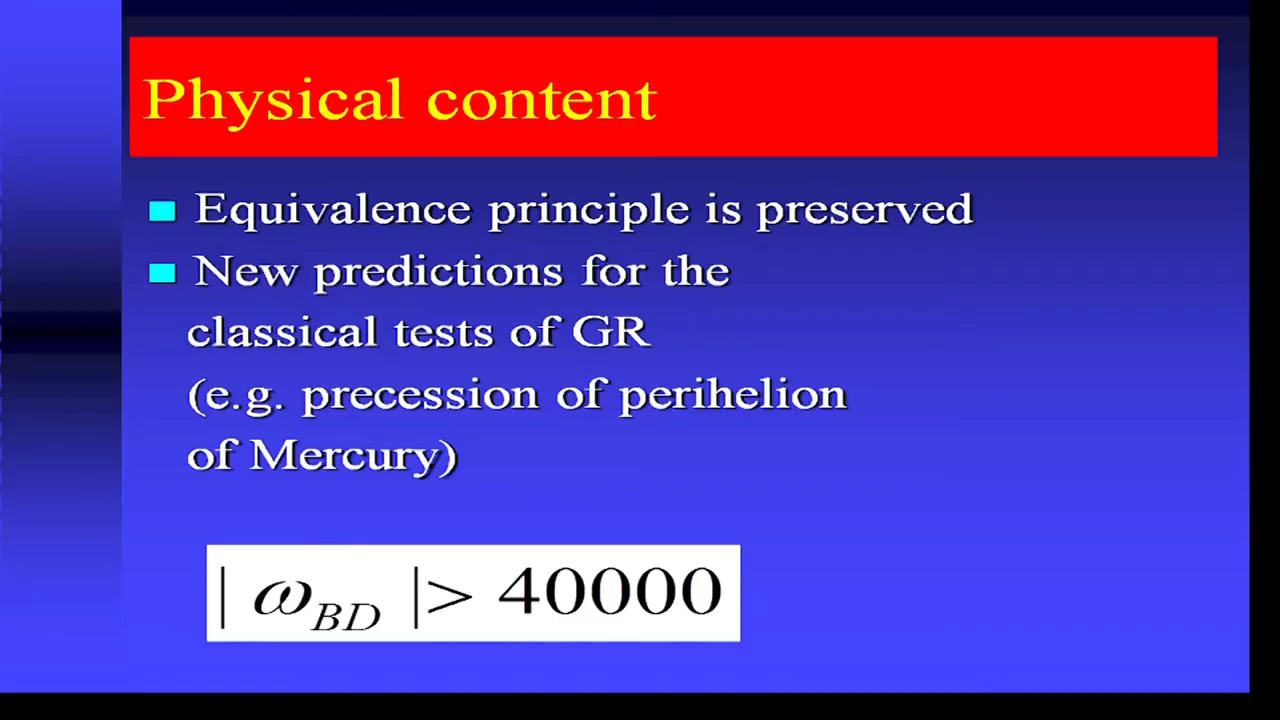 Physical content
Equivalence principle is preserved
New predictions for the
classical tests of GR
(e.g. precession of perihelion
of Mercury)
| ω_BD |> 40000